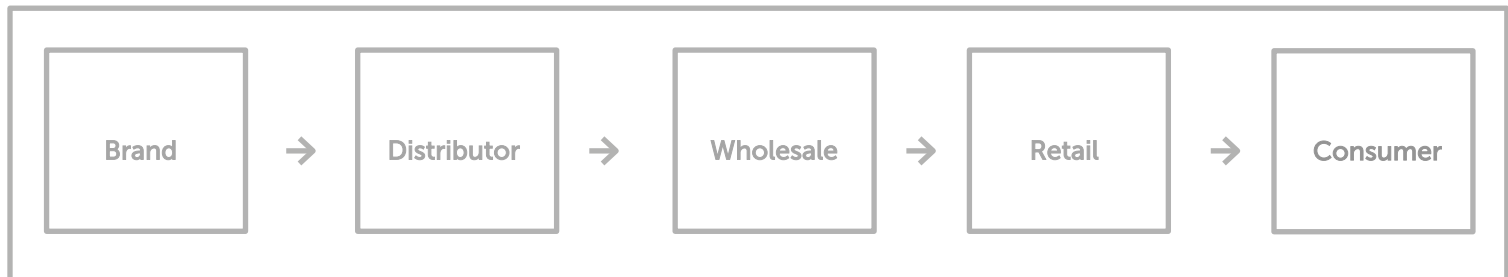 Brand → Distributor → Wholesale → Retail → Consumer